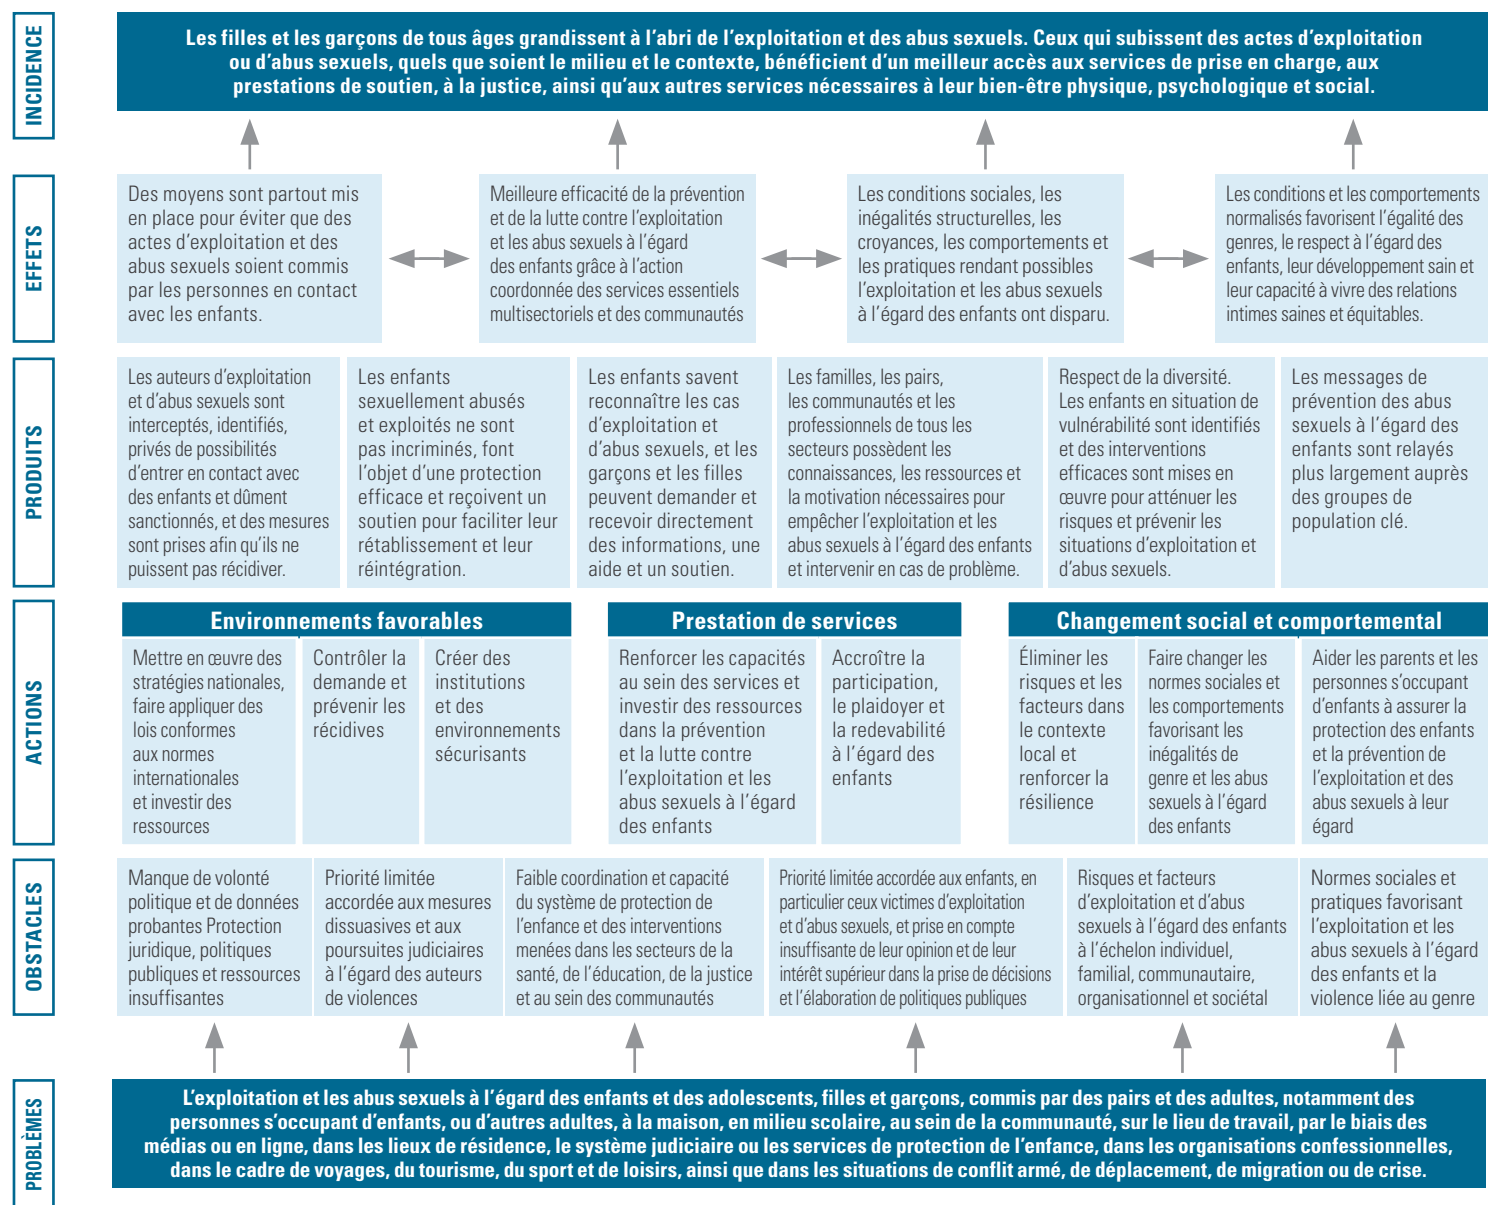 INCIDENCE
Les filles et les garçons de tous âges grandissent à l'abri de l'exploitation et des abus sexuels. Ceux qui subissent des actes d'exploitation
ou d'abus sexuels, quels que soient le milieu et le contexte, bénéficient d'un meilleur accès aux services de prise en charge, aux
prestations de soutien, à la justice, ainsi qu'aux autres services nécessaires à leur bien-être physique, psychologique et social.
EFFETS
Des moyens sont partout mis
en place pour éviter que des
actes d'exploitation et des
abus sexuels soient commis
par les personnes en contact
avec les enfants.
Meilleure efficacité de la prévention
et de la lutte contre l'exploitation
et les abus sexuels à l'égard
des enfants grâce à l'action
coordonnée des services essentiels
multisectoriels et des communautés
Les conditions sociales, les
inégalités structurelles, les
croyances, les comportements et
les pratiques rendant possibles
l'exploitation et les abus sexuels
à l'égard des enfants ont disparu.
Les conditions et les comportements
normalisés favorisent l'égalité des
genres, le respect à l'égard des
enfants, leur développement sain et
leur capacité à vivre des relations
intimes saines et équitables.
PRODUITS
Les auteurs d'exploitation
et d'abus sexuels sont
interceptés, identifiés,
privés de possibilités
d'entrer en contact avec
des enfants et dûment
sanctionnés, et des mesures
sont prises afin qu'ils ne
puissent pas récidiver.
Les enfants
sexuellement abusés
et exploités ne sont
pas incriminés, font
l'objet d'une protection
efficace et reçoivent un
soutien pour faciliter leur
rétablissement et leur
réintégration.
Les enfants savent
reconnaître les cas
d'exploitation et
d'abus sexuels, et les
garçons et les filles
peuvent demander et
recevoir directement
des informations, une
aide et un soutien.
Les familles, les pairs,
les communautés et les
professionnels de tous les
secteurs possèdent les
connaissances, les ressources et
la motivation nécessaires pour
empêcher l'exploitation et les
abus sexuels à l'égard des enfants
et intervenir en cas de problème.
Respect de la diversité.
Les enfants en situation de
vulnérabilité sont identifiés
et des interventions
efficaces sont mises en
œuvre pour atténuer les
risques et prévenir les
situations d'exploitation et
d'abus sexuels.
Les messages de
prévention des abus
sexuels à l'égard des
enfants sont relayés
plus largement auprès
des groupes de
population clé.
ACTIONS
Environnements favorables
Mettre en œuvre des
stratégies nationales,
faire appliquer des
lois conformes
aux normes
internationales
et investir des
ressources
Contrôler la
demande et
prévenir les
récidives
Créer des
institutions
et des
environnements
sécurisants
Prestation de services
Renforcer les capacités
au sein des services et
investir des ressources
dans la prévention
et la lutte contre
l'exploitation et les
abus sexuels à l'égard
des enfants
Accroître la
participation,
le plaidoyer et
la redevabilité
à l'égard des
enfants
Changement social et comportemental
Éliminer les
risques et les
facteurs dans
le contexte
local et
renforcer la
résilience
Faire changer les
normes sociales et
les comportements
favorisant les
inégalités de
genre et les abus
sexuels à l'égard
des enfants
Aider les parents et les
personnes s'occupant
d'enfants à assurer la
protection des enfants
et la prévention de
l'exploitation et des
abus sexuels à leur
égard
OBSTACLES
Manque de volonté
politique et de données
probantes Protection
juridique, politiques
publiques et ressources
insuffisantes
Priorité limitée
accordée aux mesures
dissuasives et aux
poursuites judiciaires
à l'égard des auteurs
de violences
Faible coordination et capacité
du système de protection de
l'enfance et des interventions
menées dans les secteurs de la
santé, de l'éducation, de la justice
et au sein des communautés
Priorité limitée accordée aux enfants, en
particulier ceux victimes d'exploitation
et d'abus sexuels, et prise en compte
insuffisante de leur opinion et de leur
intérêt supérieur dans la prise de décisions
et l'élaboration de politiques publiques
Risques et facteurs
d'exploitation et d'abus
sexuels à l'égard des enfants
à l'échelon individuel,
familial, communautaire,
organisationnel et sociétal
Normes sociales et
pratiques favorisant
l'exploitation et les
abus sexuels à l'égard
des enfants et la
violence liée au genre
PROBLÈMES
L'exploitation et les abus sexuels à l'égard des enfants et des adolescents, filles et garçons, commis par des pairs et des adultes, notamment des
personnes s'occupant d'enfants, ou d'autres adultes, à la maison, en milieu scolaire, au sein de la communauté, sur le lieu de travail, par le biais des
médias ou en ligne, dans les lieux de résidence, le système judiciaire ou les services de protection de l'enfance, dans les organisations confessionnelles,
dans le cadre de voyages, du tourisme, du sport et de loisirs, ainsi que dans les situations de conflit armé, de déplacement, de migration ou de crise.